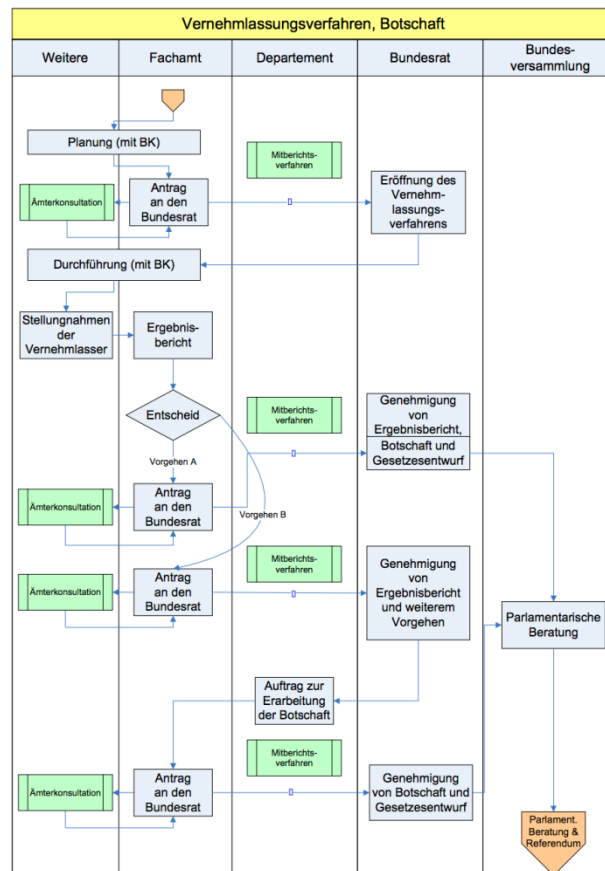 Vernehmlassungsverfahren, Botschaft
Weitere
Fachamt
Departement
Bundesrat
Bundes-
versammlung
Planung (mit BK)
Mitberichts-
verfahren
Ämterkonsultation
Antrag
an den
Bundesrat
Eröffnung des
Vernehm-
lassungs-
verfahrens
Durchführung (mit BK)
Stellungnahmen
der
Vernehmlasser
Ergebnis-
bericht
Entscheid
Mitberichts-
verfahren
Genehmigung
von
Ergebnisbericht,
Botschaft und
Gesetzesentwurf
Vorgehen A
Ämterkonsultation
Antrag
an den
Bundesrat
Vorgehen B
Ämterkonsultation
Antrag
an den
Bundesrat
Mitberichts-
verfahren
Genehmigung
von
Ergebnisbericht
und weiterem
Vorgehen
Parlamentarische
Beratung
Auftrag zur
Erarbeitung
der Botschaft
Ämterkonsultation
Antrag
an den
Bundesrat
Mitberichts-
verfahren
Genehmigung
von Botschaft und
Gesetzesentwurf
Parlament.
Beratung &
Referendum